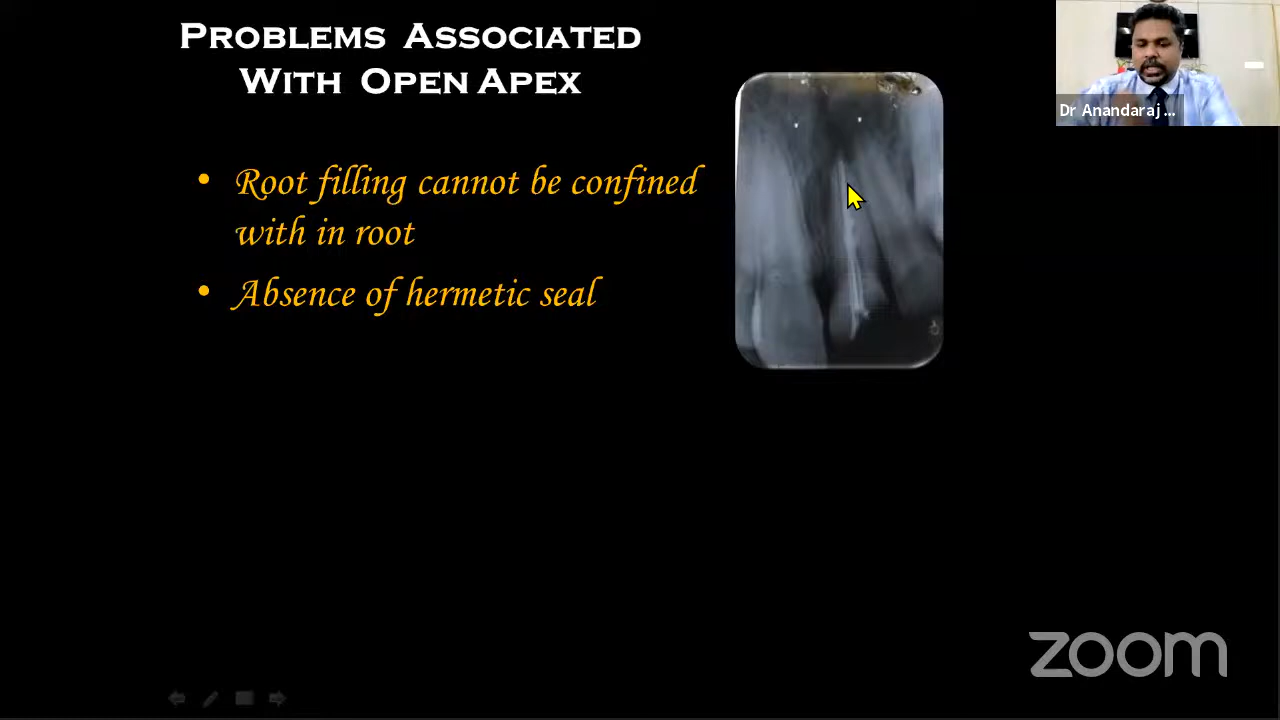 PROBLEMS ASSOCIATED
WITH OPEN APEX
• Root filling cannot be confined
with in root
• Absence of hermetic seal
Dr Anandaraj ...
zoom